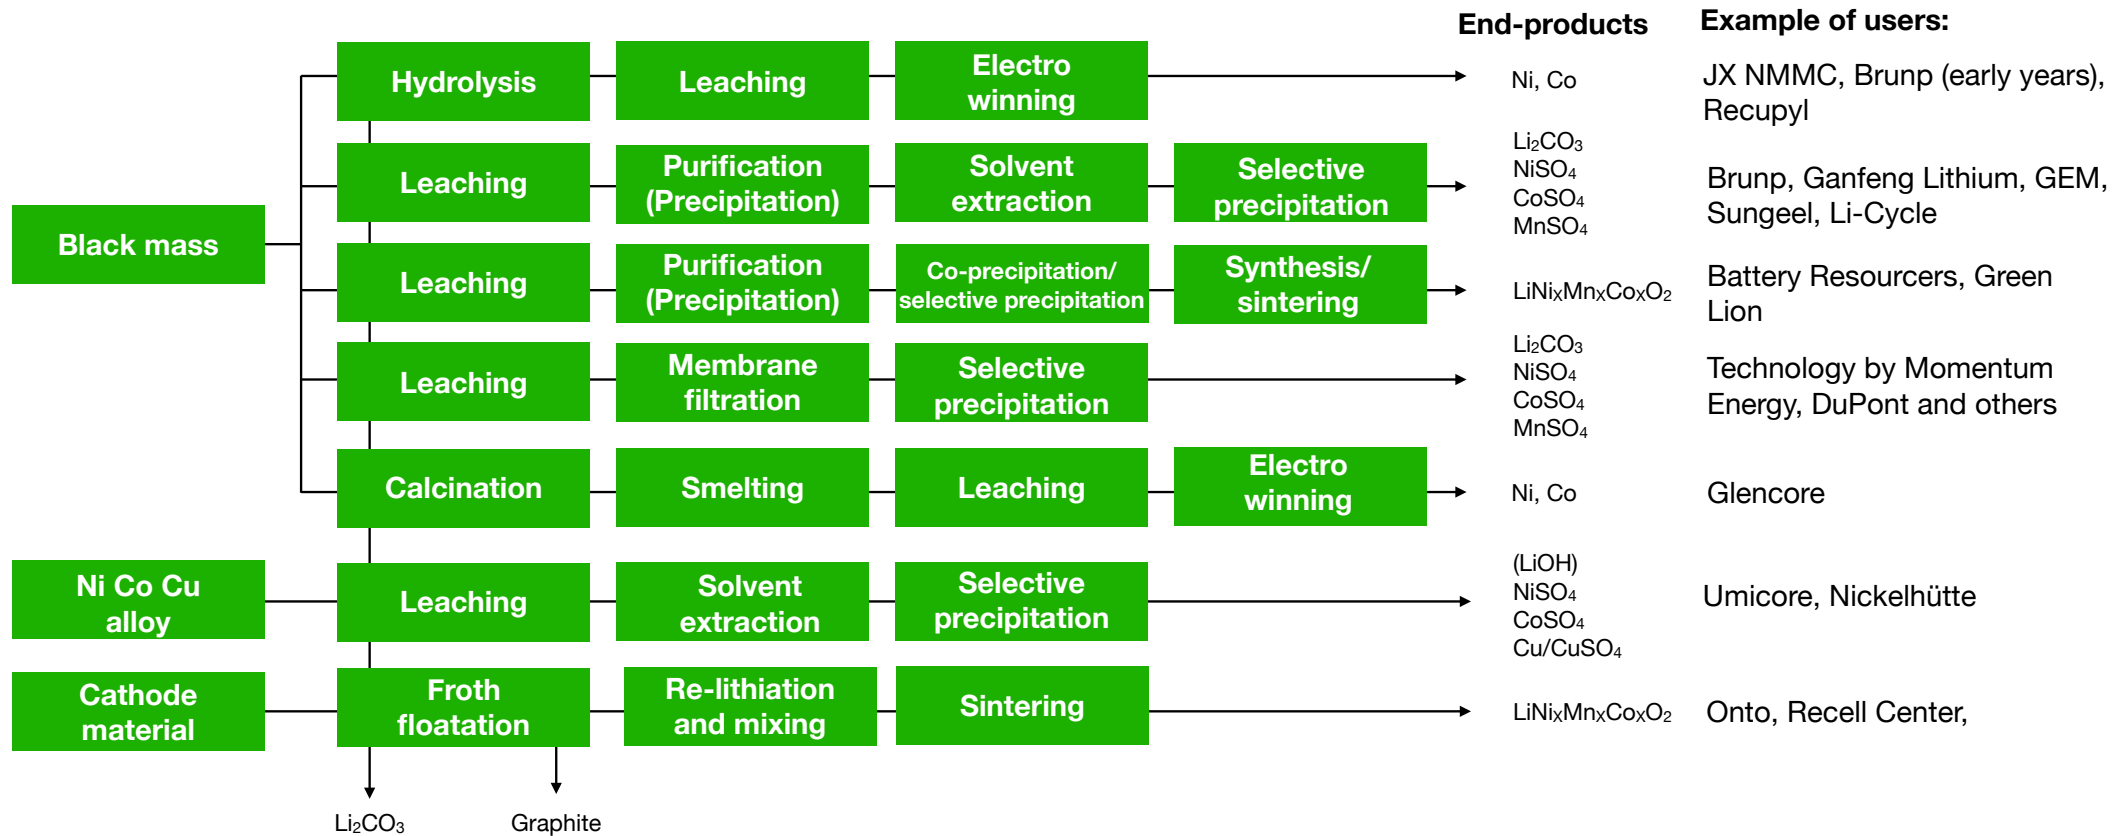 End-products
Example of users:
Hydrolysis
Leaching
Electro
winning
Ni, Co
JX NMMC, Brunp (early years),
Recupyl
Leaching
Purification
(Precipitation)
Solvent
extraction
Selective
precipitation
Li₂CO₃
NiSO₄
CoSO₄
MnSO₄
Brunp, Ganfeng Lithium, GEM,
Sungeel, Li-Cycle
Black mass
Leaching
Purification
(Precipitation)
Co-precipitation/
selective precipitation
Synthesis/
sintering
LiNiₓMnₓCoₓO₂
Battery Resourcers, Green
Lion
Leaching
Membrane
filtration
Selective
precipitation
Li₂CO₃
NiSO₄
CoSO₄
MnSO₄
Technology by Momentum
Energy, DuPont and others
Calcination
Smelting
Leaching
Electro
winning
Ni, Co
Glencore
Ni Co Cu
alloy
Leaching
Solvent
extraction
Selective
precipitation
(LiOH)
NiSO₄
CoSO₄
Cu/CuSO₄
Umicore, Nickelhütte
Cathode
material
Froth
floatation
Re-lithiation
and mixing
Sintering
LiNiₓMnₓCoₓO₂
Onto, Recell Center,
Li₂CO₃
Graphite